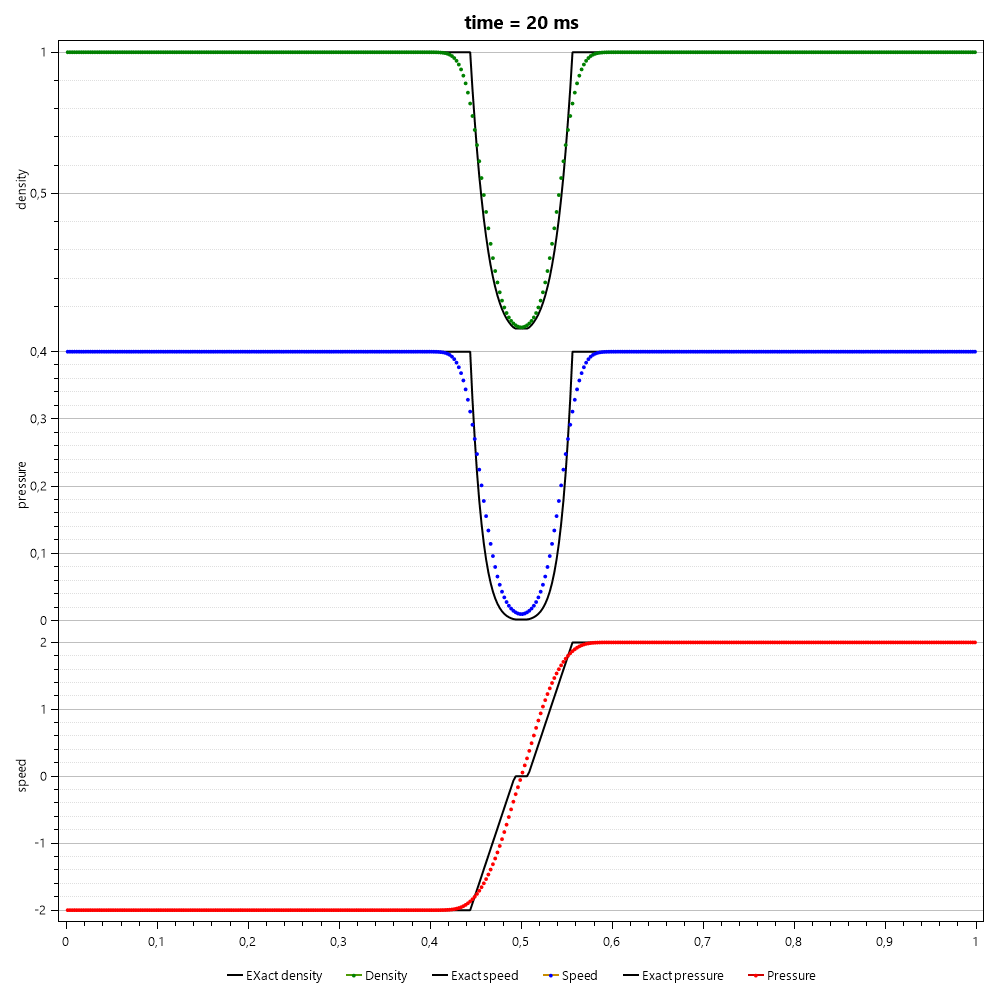 time = 20 ms
1
0,5
density
0,4
0,3
0,2
0,1
0
pressure
2
1
0
-1
-2
speed
0 0,1 0,2 0,3 0,4 0,5 0,6 0,7 0,8 0,9 1
EXact density Density Exact speed Speed Exact pressure Pressure